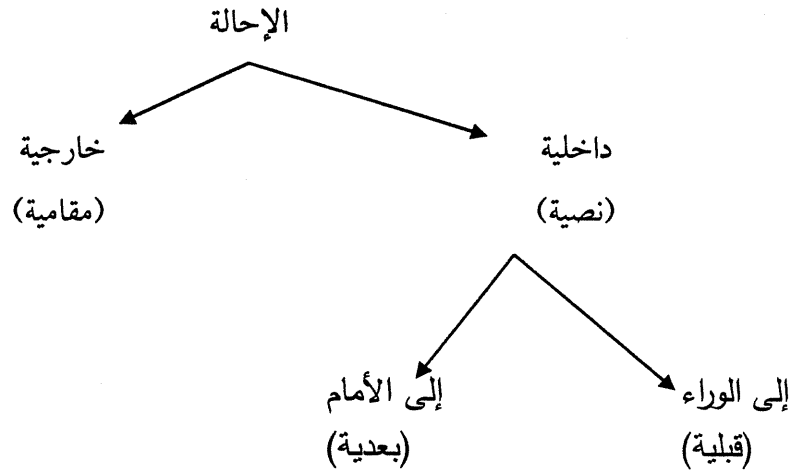 الإحالة
داخلية
خارجية
(نصية)
(مقامية)
إلى الوراء
إلى الأمام
(قبلية)
(بعدية)